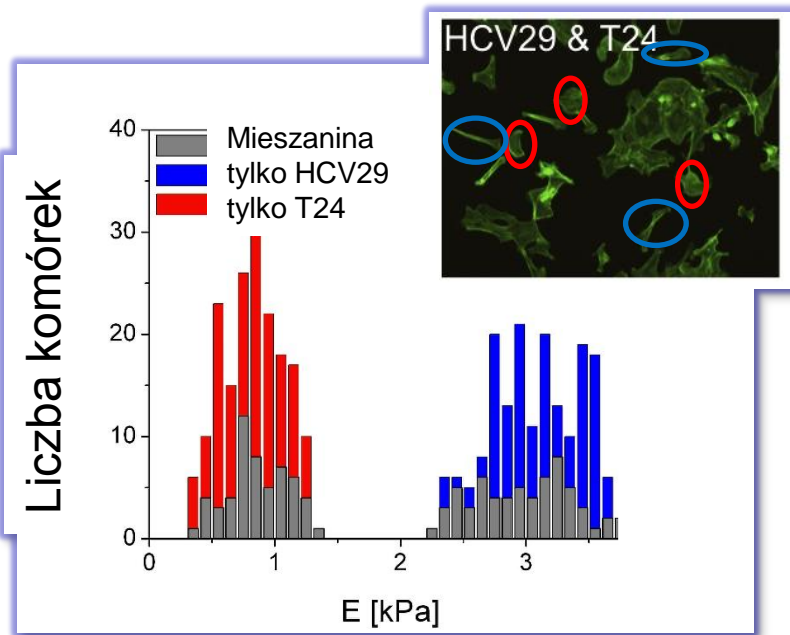 HCV29 & T24
Mieszanina
tylko HCV29
tylko T24
Liczba komórek
40
30
20
10
0
0
1
2
3
E [kPa]